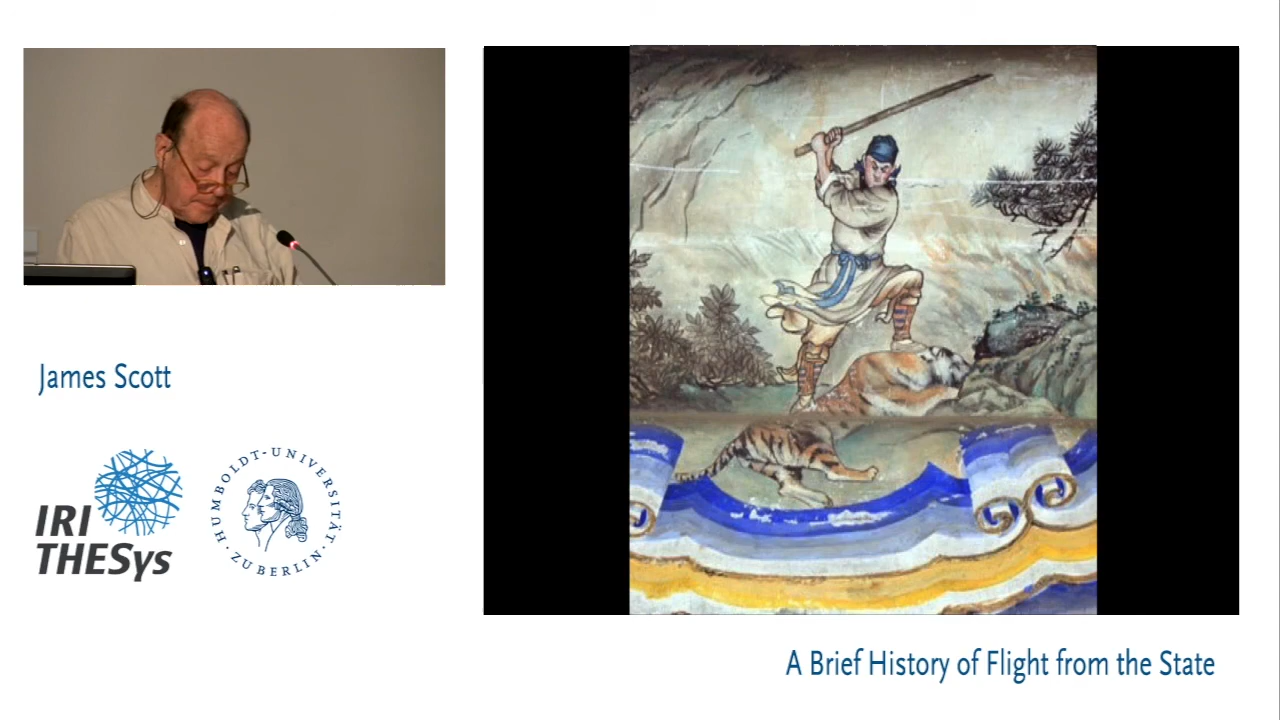 James Scott
IRI
THESys
HUMBOLDT-UNIVERSITÄT
ZU BERLIN
A Brief History of Flight from the State